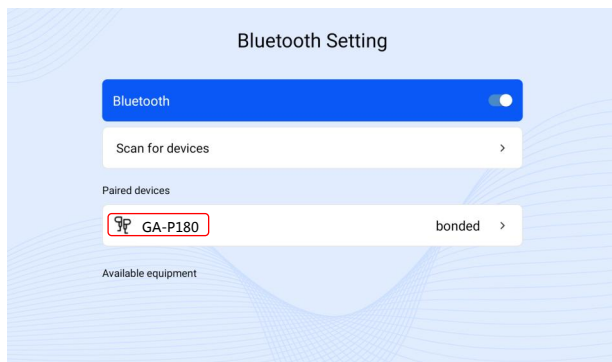 Bluetooth Setting
Bluetooth
Scan for devices
Paired devices
GA-P180 bonded
Available equipment